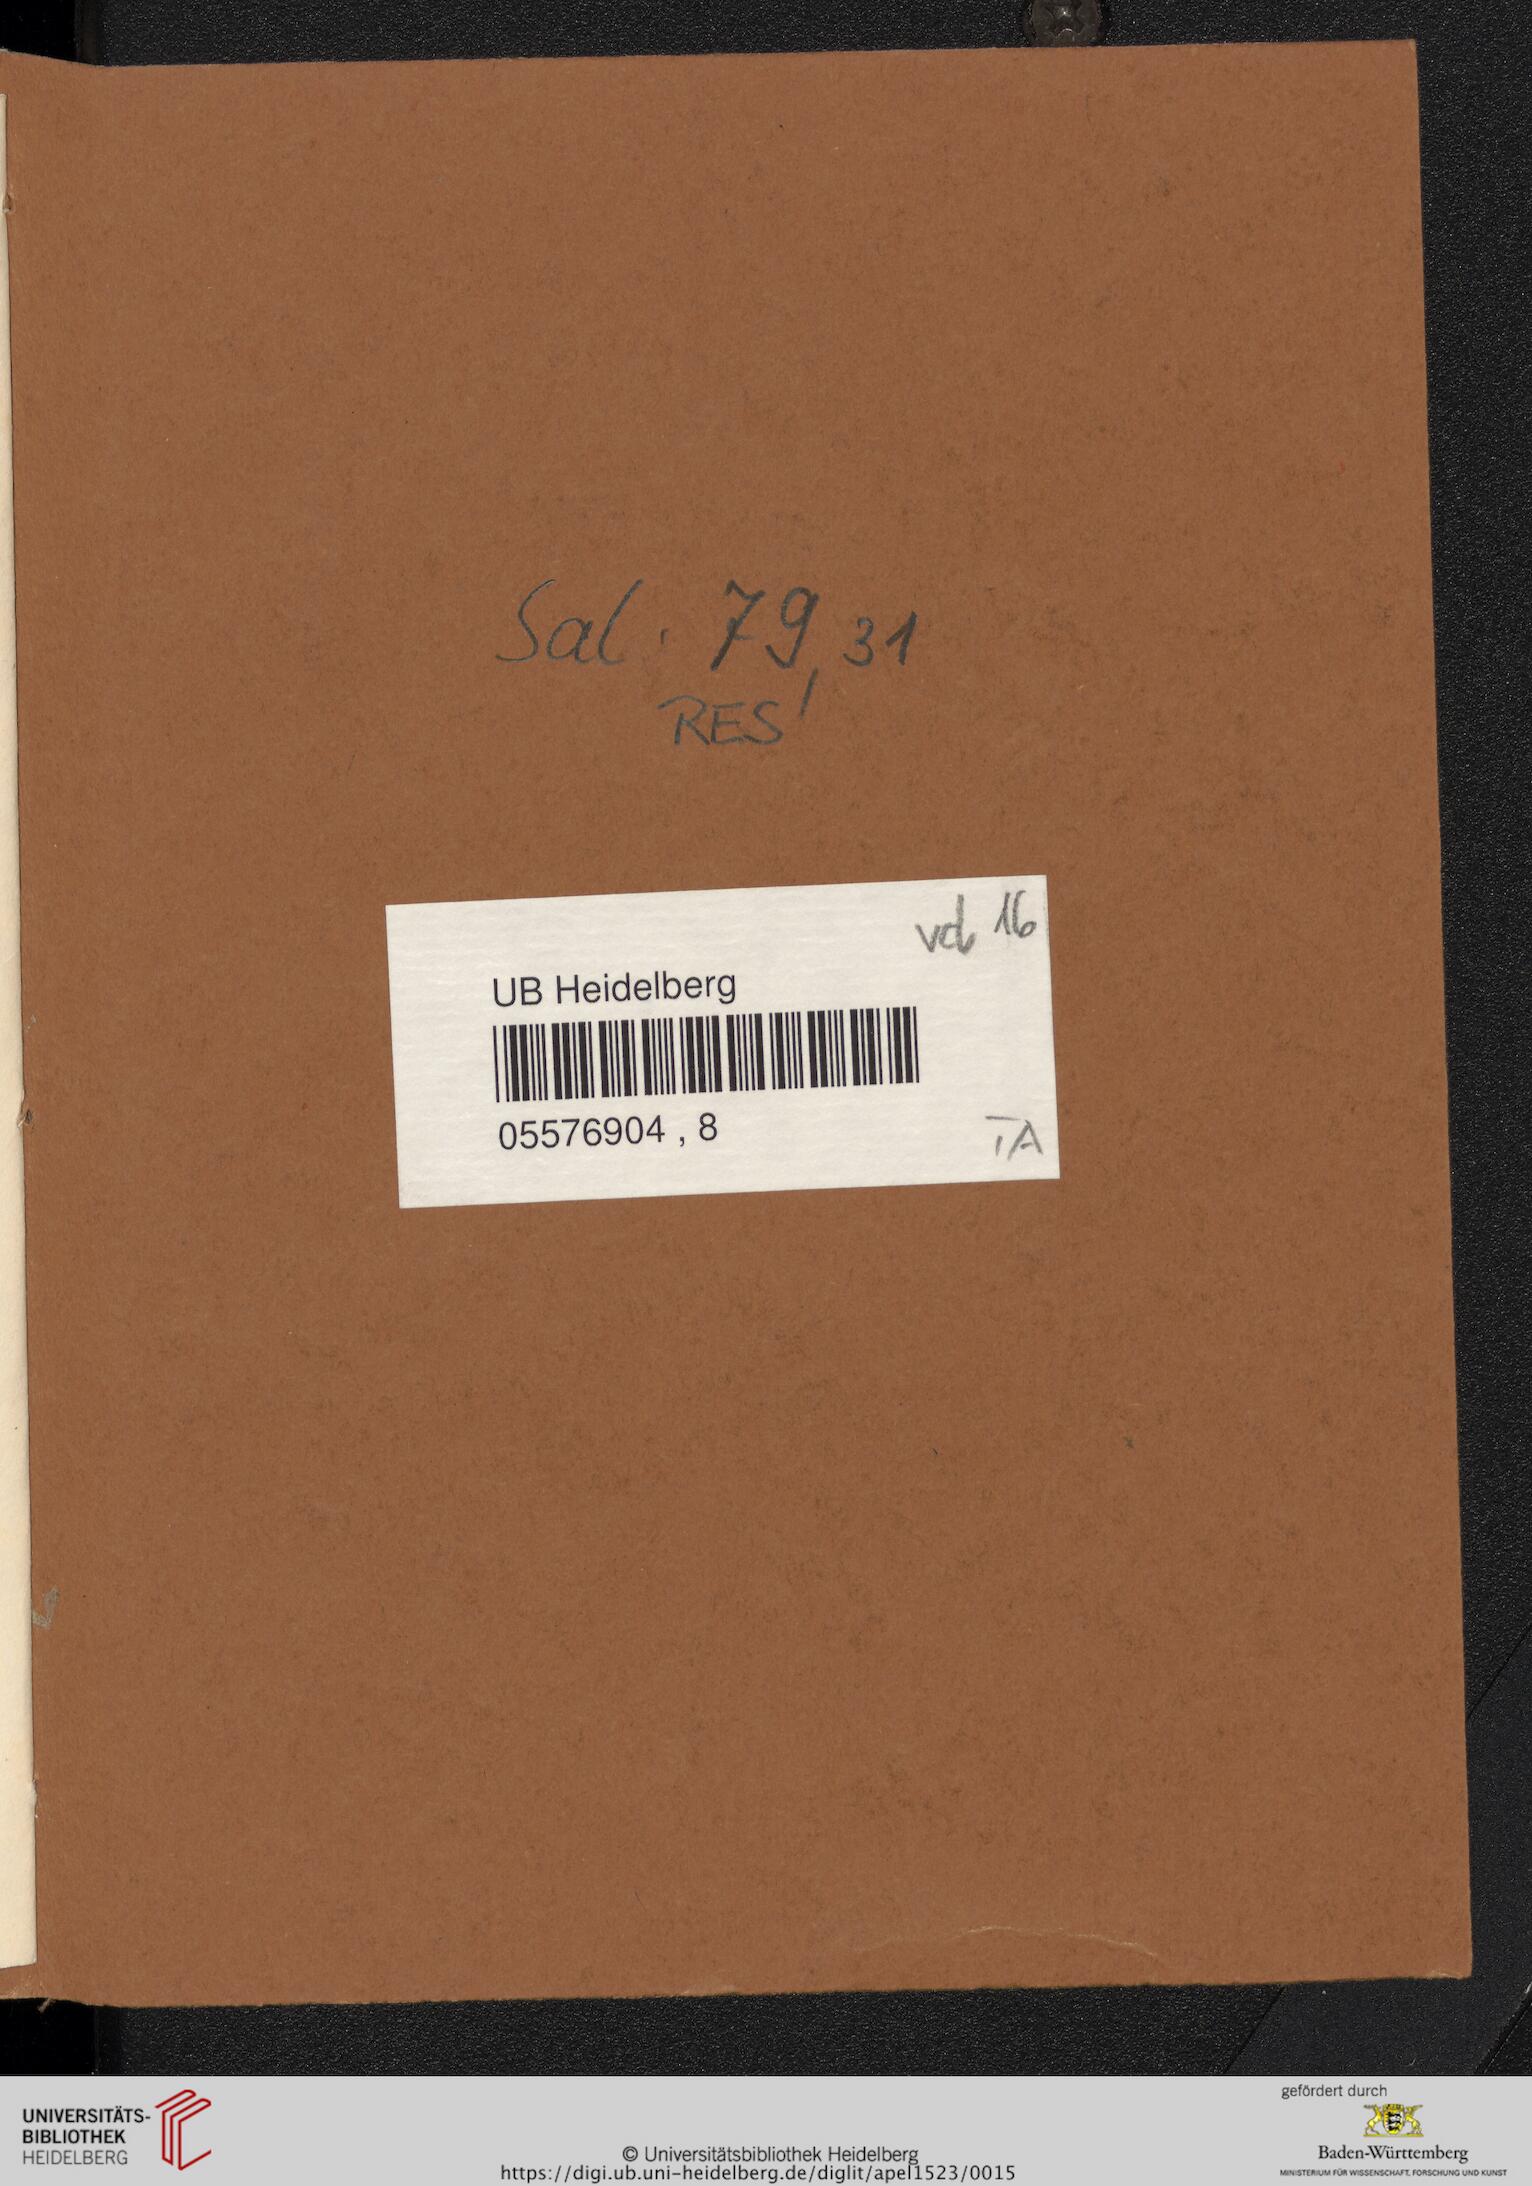 Sal. 79, 31
RES
vd 16
UB Heidelberg
05576904 , 8
TA
UNIVERSITÄTS-
BIBLIOTHEK
HEIDELBERG
© Universitätsbibliothek Heidelberg
https://digi.ub.uni-heidelberg.de/diglit/apel1523/0015
gefördert durch
Baden-Württemberg
MINISTERIUM FÜR WISSENSCHAFT, FORSCHUNG UND KUNST